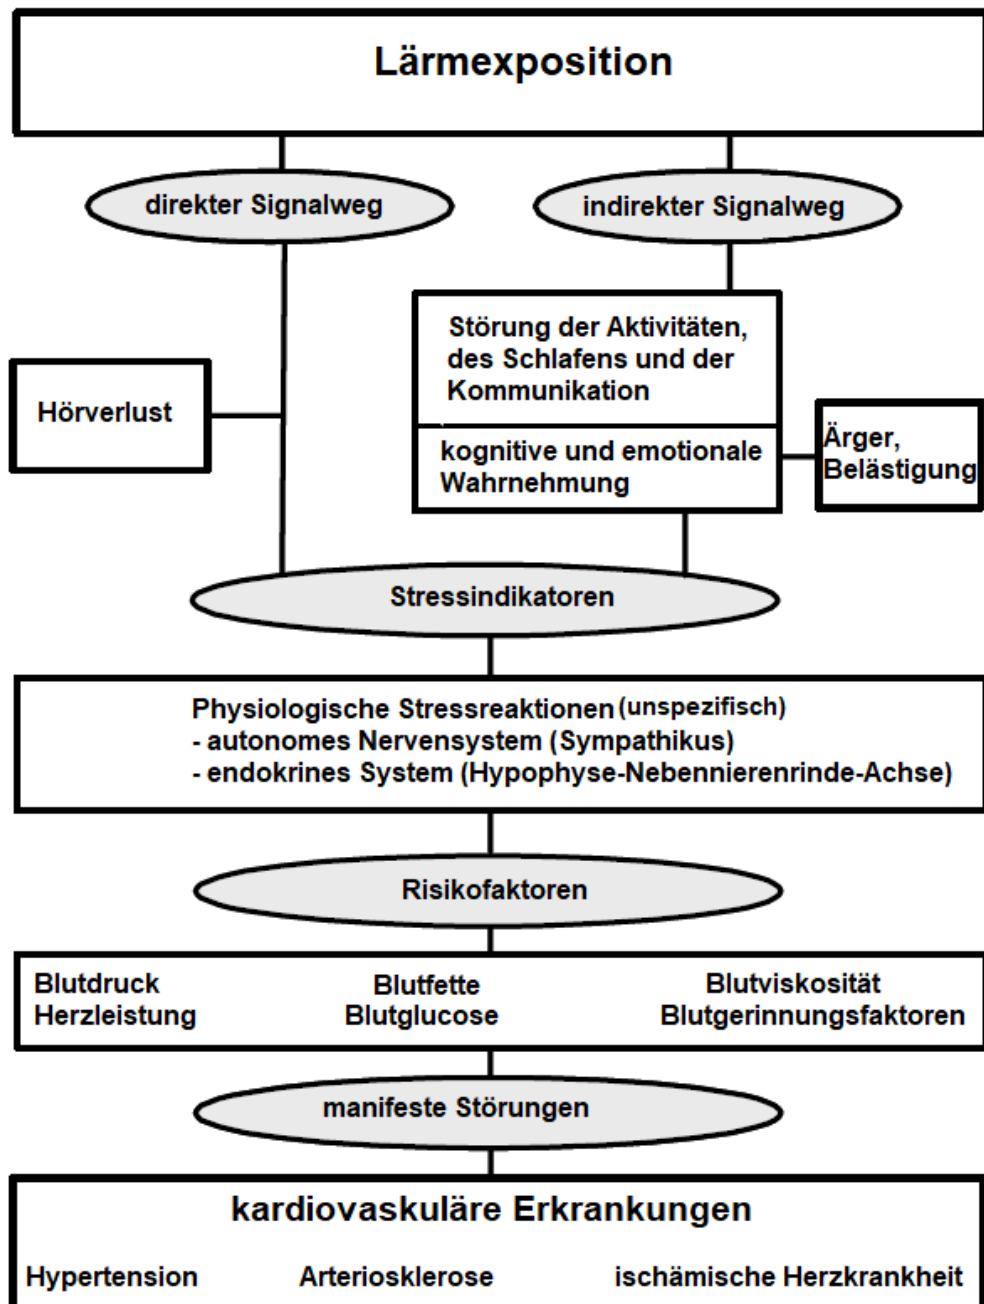 Lärmexposition
direkter Signalweg
indirekter Signalweg
Störung der Aktivitäten,
des Schlafens und der
Kommunikation
Hörverlust
kognitive und emotionale
Wahrnehmung
Ärger,
Belästigung
Stressindikatoren
Physiologische Stressreaktionen (unspezifisch)
- autonomes Nervensystem (Sympathikus)
- endokrines System (Hypophyse-Nebennierenrinde-Achse)
Risikofaktoren
Blutdruck
Herzleistung
Blutfette
Blutglucose
Blutviskosität
Blutgerinnungsfaktoren
manifeste Störungen
kardiovaskuläre Erkrankungen
Hypertension
Arteriosklerose
ischämische Herzkrankheit